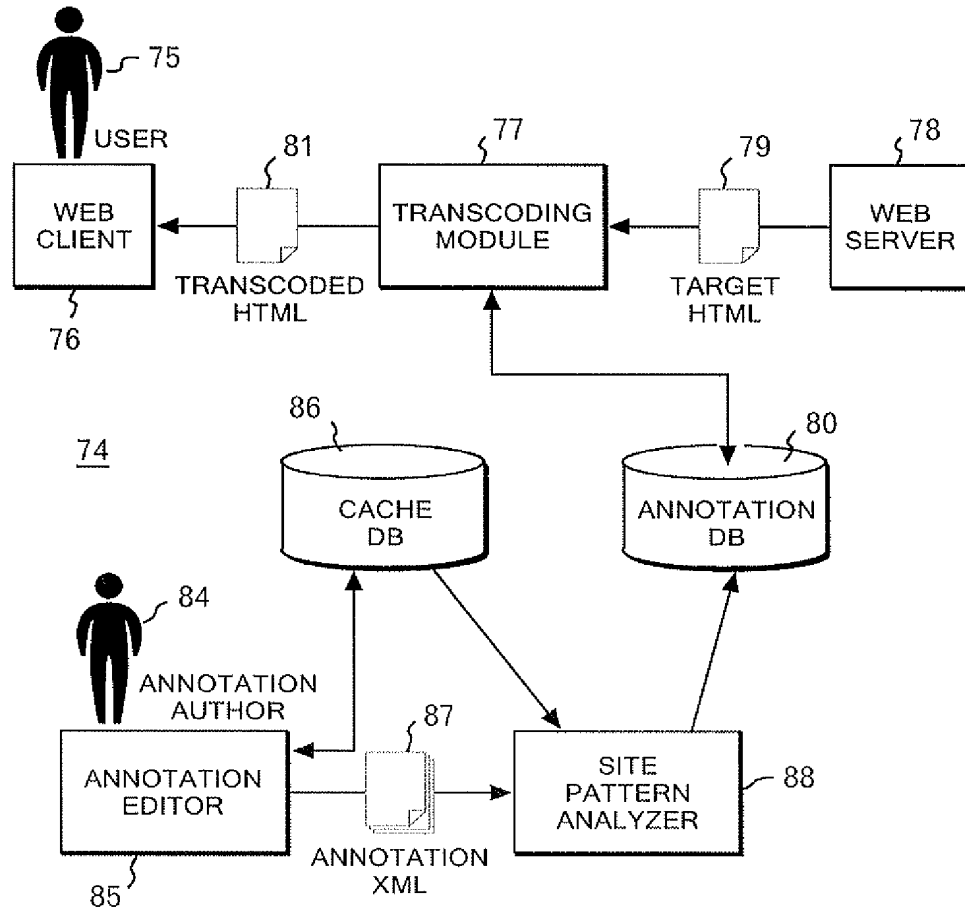 75
USER
81
77
79
78
WEB
CLIENT
TRANSCODING
MODULE
WEB
SERVER
TRANSCODED
HTML
TARGET
HTML
76
74
86
80
CACHE
DB
ANNOTATION
DB
84
ANNOTATION
AUTHOR
87
ANNOTATION
EDITOR
SITE
PATTERN
ANALYZER
88
ANNOTATION
XML
85